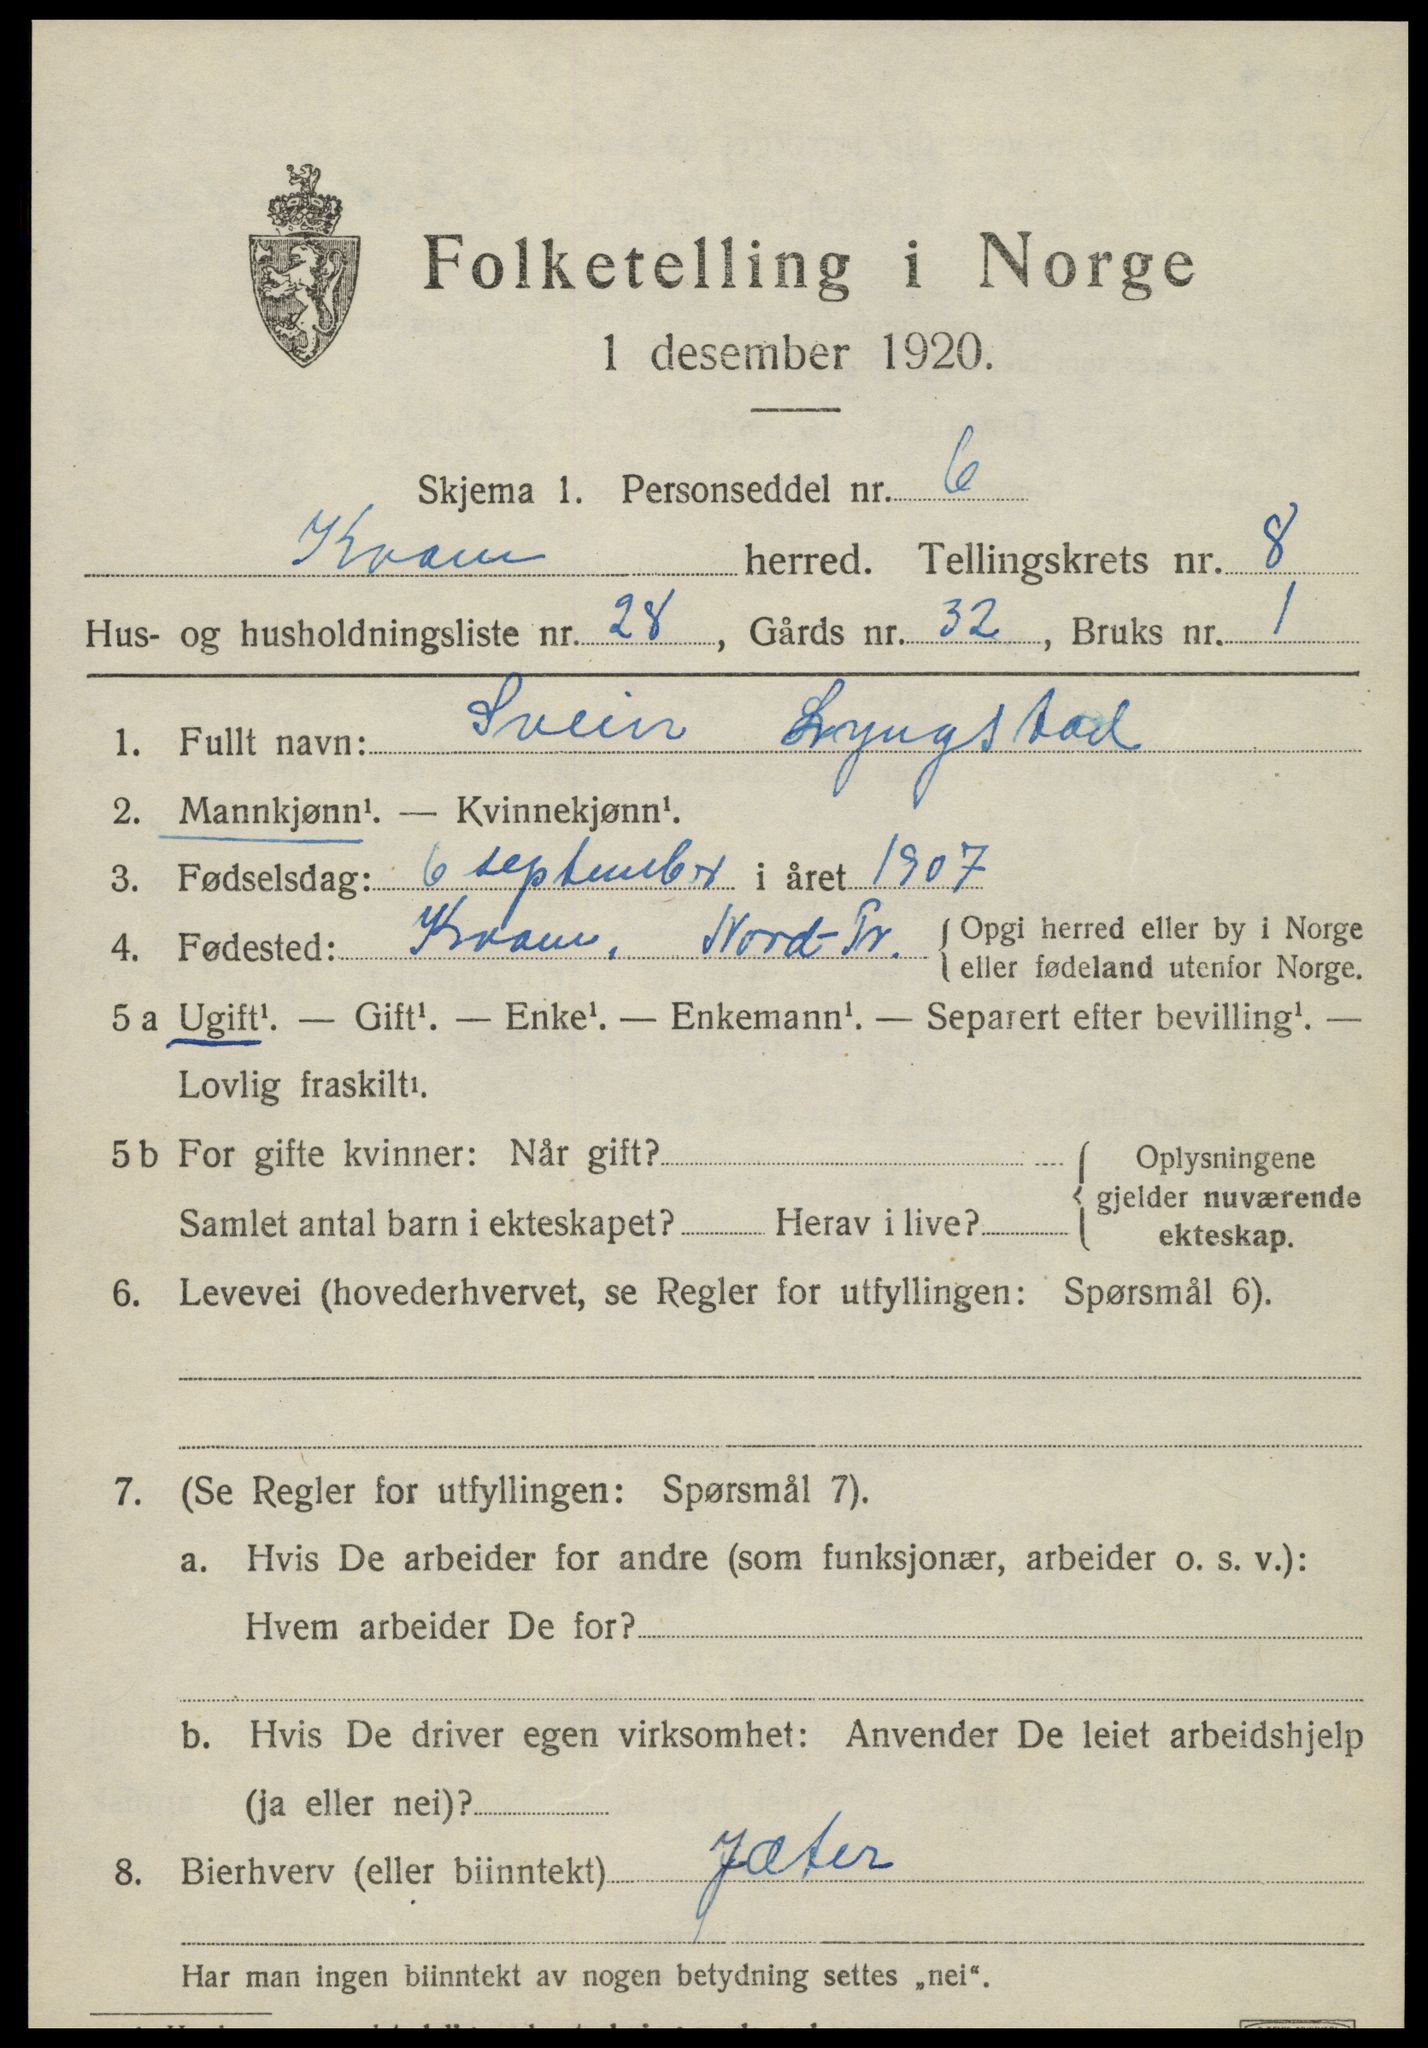 Folketelling i Norge
1 desember 1920.
Skjema 1. Personseddel nr. 6
Kvam herred. Tellingskrets nr. 8
Hus- og husholdningsliste nr. 28, Gårds nr. 32, Bruks nr. 1
1. Fullt navn: Svein Lyngstad
2. Mannkjønn¹. — Kvinnekjønn¹.
3. Fødselsdag: 6 september i året 1907
4. Fødested: Kvam, Nord-Tr. { Opgi herred eller by i Norge
eller fødeland utenfor Norge.
5 a Ugift¹. — Gift¹. — Enke¹. — Enkemann¹. — Separert efter bevilling¹. —
Lovlig fraskilt¹.
5 b For gifte kvinner: Når gift? { Oplysningene
gjelder nuværende
Samlet antal barn i ekteskapet? Herav i live? ekteskap.
6. Levevei (hovederhvervet, se Regler for utfyllingen: Spørsmål 6).
7. (Se Regler for utfyllingen: Spørsmål 7).
a. Hvis De arbeider for andre (som funksjonær, arbeider o. s. v.):
Hvem arbeider De for?
b. Hvis De driver egen virksomhet: Anvender De leiet arbeidshjelp
(ja eller nei)?
8. Bierhverv (eller biinntekt) Jæter
Har man ingen biinntekt av nogen betydning settes „nei“.